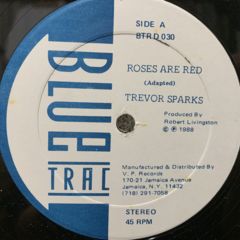 SIDE A
BTRD 030
BLUE
TRAC
ROSES ARE RED
(Adapted)
TREVOR SPARKS
Produced By
Robert Livingston
© ℗ 1988
Manufactured & Distributed By
V. P. Records
170-21 Jamaica Avenue
Jamaica, N.Y. 11432
(718) 291-7058
STEREO
45 RPM